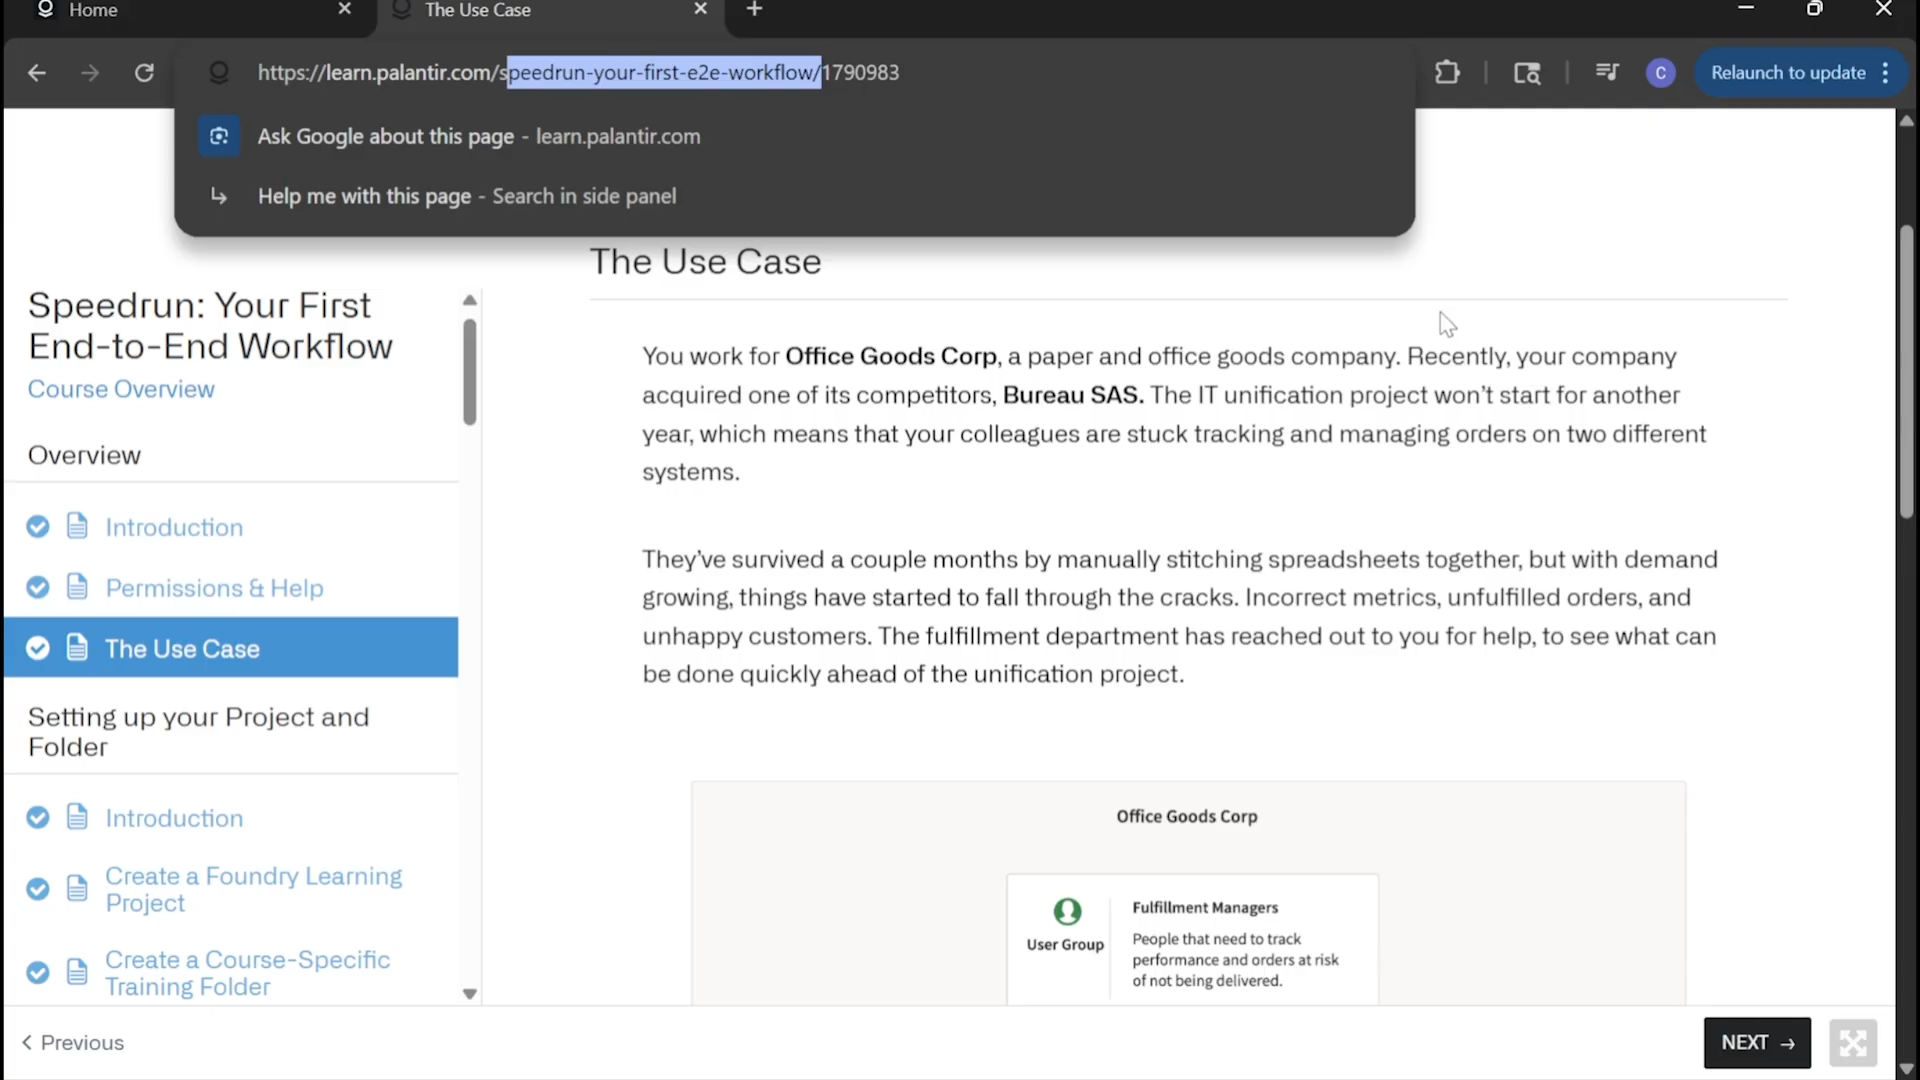 Home
The Use Case
https://learn.palantir.com/speedrun-your-first-e2e-workflow/1790983
C
Relaunch to update
Ask Google about this page - learn.palantir.com
Help me with this page - Search in side panel
The Use Case
Speedrun: Your First
End-to-End Workflow
Course Overview
Overview
Introduction
Permissions & Help
The Use Case
Setting up your Project and
Folder
Introduction
Create a Foundry Learning
Project
Create a Course-Specific
Training Folder
You work for Office Goods Corp, a paper and office goods company. Recently, your company
acquired one of its competitors, Bureau SAS. The IT unification project won't start for another
year, which means that your colleagues are stuck tracking and managing orders on two different
systems.
They've survived a couple months by manually stitching spreadsheets together, but with demand
growing, things have started to fall through the cracks. Incorrect metrics, unfulfilled orders, and
unhappy customers. The fulfillment department has reached out to you for help, to see what can
be done quickly ahead of the unification project.
Office Goods Corp
User Group
Fulfillment Managers
People that need to track
performance and orders at risk
of not being delivered.
Previous
NEXT →